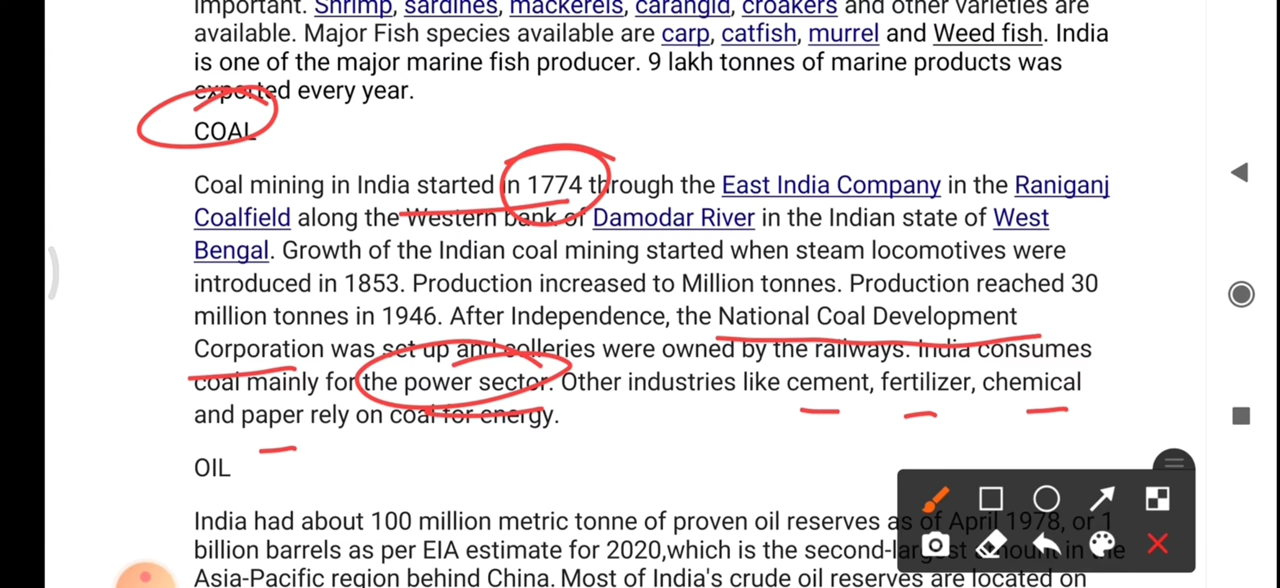 important. Shrimp, sardines, mackerels, carangid, croakers and other varieties are
available. Major Fish species available are carp, catfish, murrel and Weed fish. India
is one of the major marine fish producer. 9 lakh tonnes of marine products was
exported every year.
COAL
Coal mining in India started in 1774 through the East India Company in the Raniganj
Coalfield along the Western bank of Damodar River in the Indian state of West
Bengal. Growth of the Indian coal mining started when steam locomotives were
introduced in 1853. Production increased to Million tonnes. Production reached 30
million tonnes in 1946. After Independence, the National Coal Development
Corporation was set up and colleries were owned by the railways. India consumes
coal mainly for the power sector. Other industries like cement, fertilizer, chemical
and paper rely on coal for energy.
OIL
India had about 100 million metric tonne of proven oil reserves as of April 1978, or 1
billion barrels as per EIA estimate for 2020,which is the second-largest amount in the
Asia-Pacific region behind China. Most of India's crude oil reserves are located on